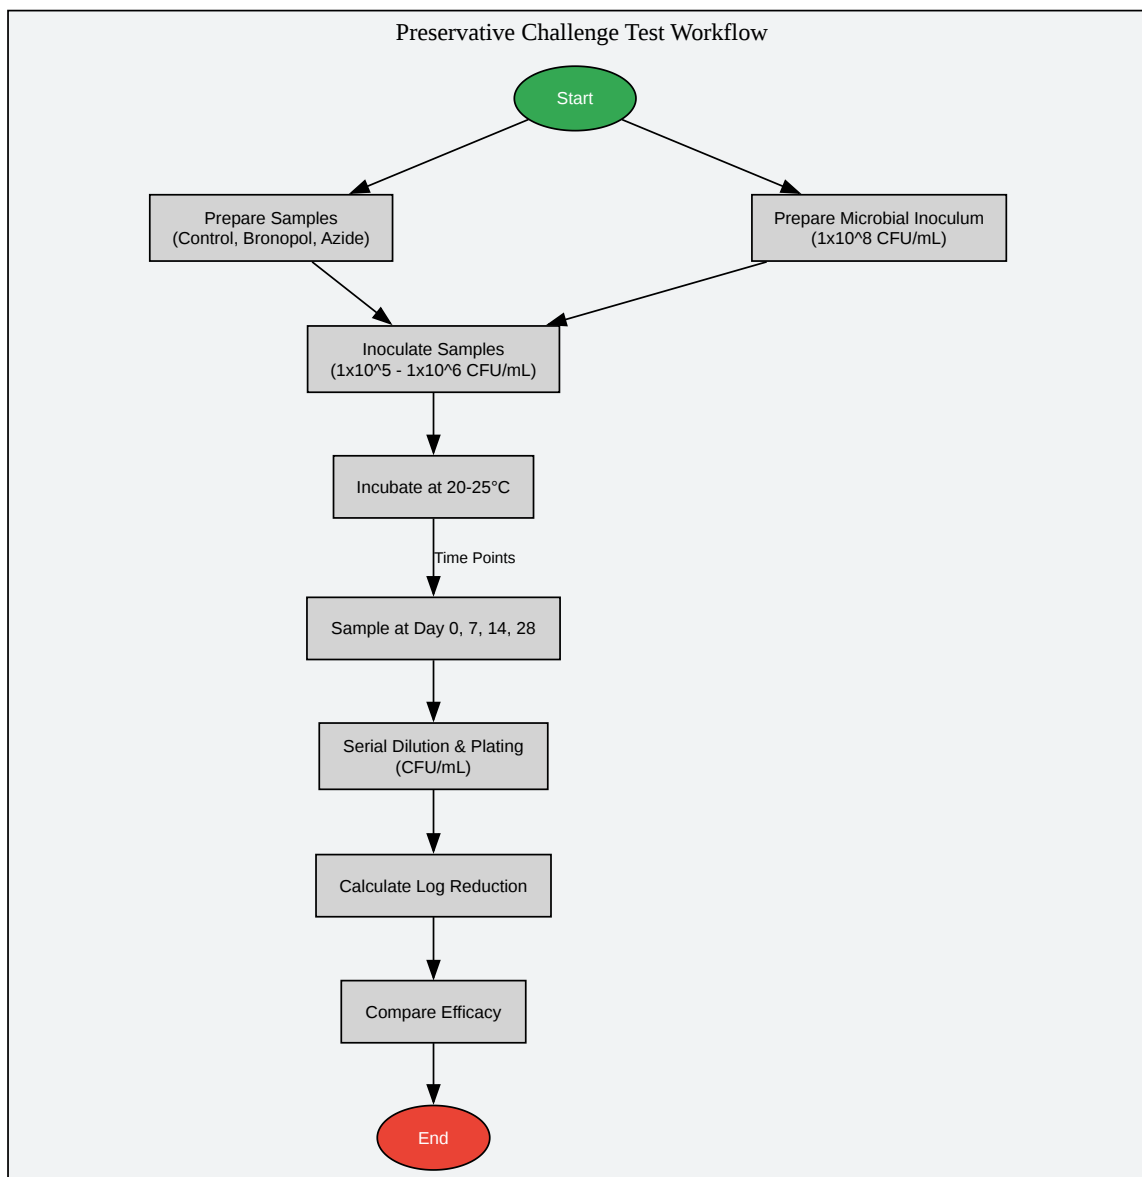 Preservative Challenge Test Workflow
Start
Prepare Samples
(Control, Bronopol, Azide)
Prepare Microbial Inoculum
(1x10^8 CFU/mL)
Inoculate Samples
(1x10^5 - 1x10^6 CFU/mL)
Incubate at 20-25°C
Time Points
Sample at Day 0, 7, 14, 28
Serial Dilution & Plating
(CFU/mL)
Calculate Log Reduction
Compare Efficacy
End